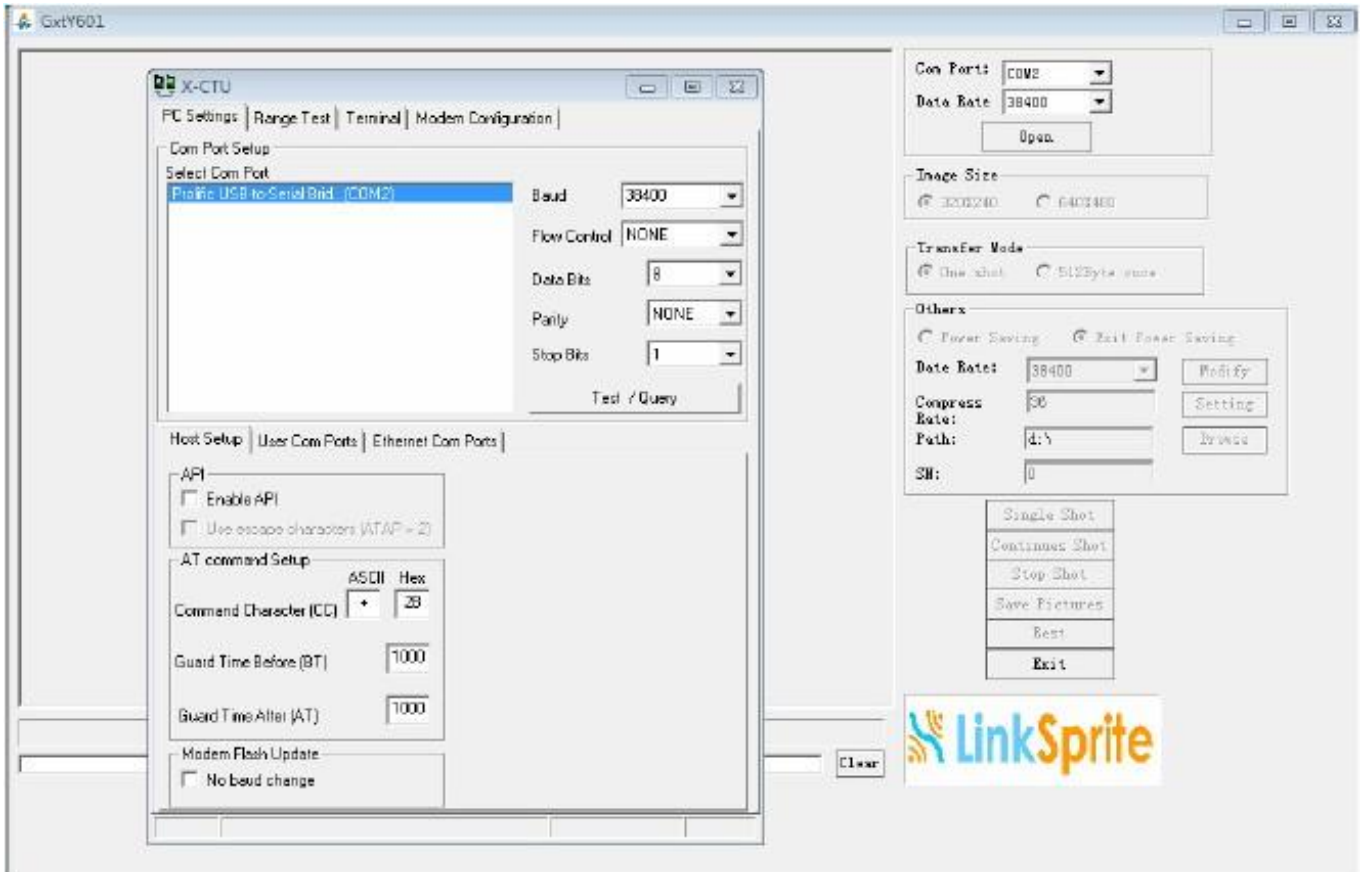 GxtY601
X-CTU
PC Settings Range Test Terminal Modem Configuration
Com Port Setup
Select Com Port
Prolific USB-to-Serial Brid... (COM2)
Baud 38400
Flow Control NONE
Data Bits 8
Parity NONE
Stop Bits 1
Test / Query
Host Setup User Com Ports Ethernet Com Ports
API
Enable API
Use escape characters (ATAP = 2)
AT command Setup
ASCII Hex
Command Character (CC) + 2B
Guard Time Before (BT) 1000
Guard Time After (AT) 1000
Modem Flash Update
No baud change
Com Port: COM2
Data Rate 38400
Open
Image Size
320X240 640X480
Transfer Mode
One shot 512Byte once
Others
Power Saving Exit Power Saving
Date Rate: 38400 Modify
Compress Rate: 36 Setting
Path: d:\ Browse
SN: 0
Single Shot
Continues Shot
Stop Shot
Save Pictures
Rest
Exit
LinkSprite
Clear